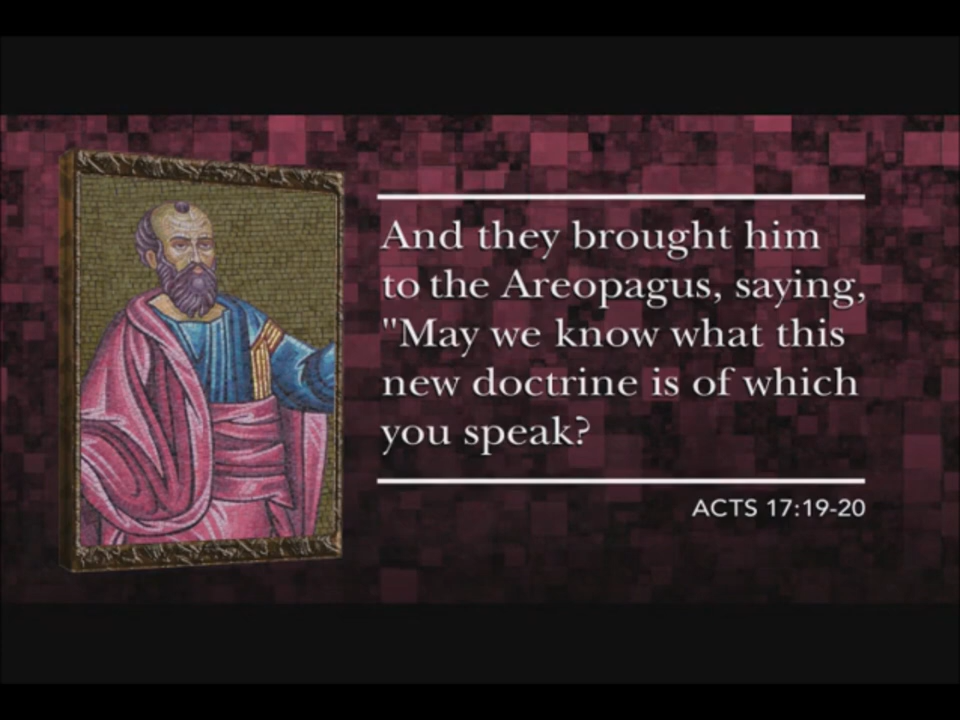 And they brought him
to the Areopagus, saying,
"May we know what this
new doctrine is of which
you speak?
ACTS 17:19-20